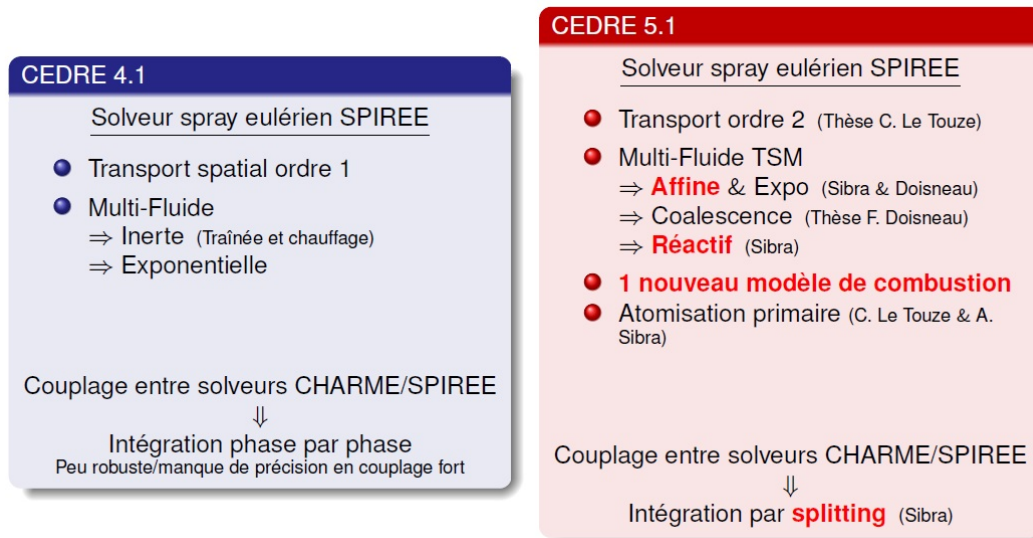 CEDRE 4.1
Solveur spray eulérien SPIREE
Transport spatial ordre 1
Multi-Fluide
⇒ Inerte (Traînée et chauffage)
⇒ Exponentielle
Couplage entre solveurs CHARME/SPIREE
⇓
Intégration phase par phase
Peu robuste/manque de précision en couplage fort
CEDRE 5.1
Solveur spray eulérien SPIREE
Transport ordre 2 (Thèse C. Le Touze)
Multi-Fluide TSM
⇒ Affine & Expo (Sibra & Doisneau)
⇒ Coalescence (Thèse F. Doisneau)
⇒ Réactif (Sibra)
1 nouveau modèle de combustion
Atomisation primaire (C. Le Touze & A.
Sibra)
Couplage entre solveurs CHARME/SPIREE
⇓
Intégration par splitting (Sibra)